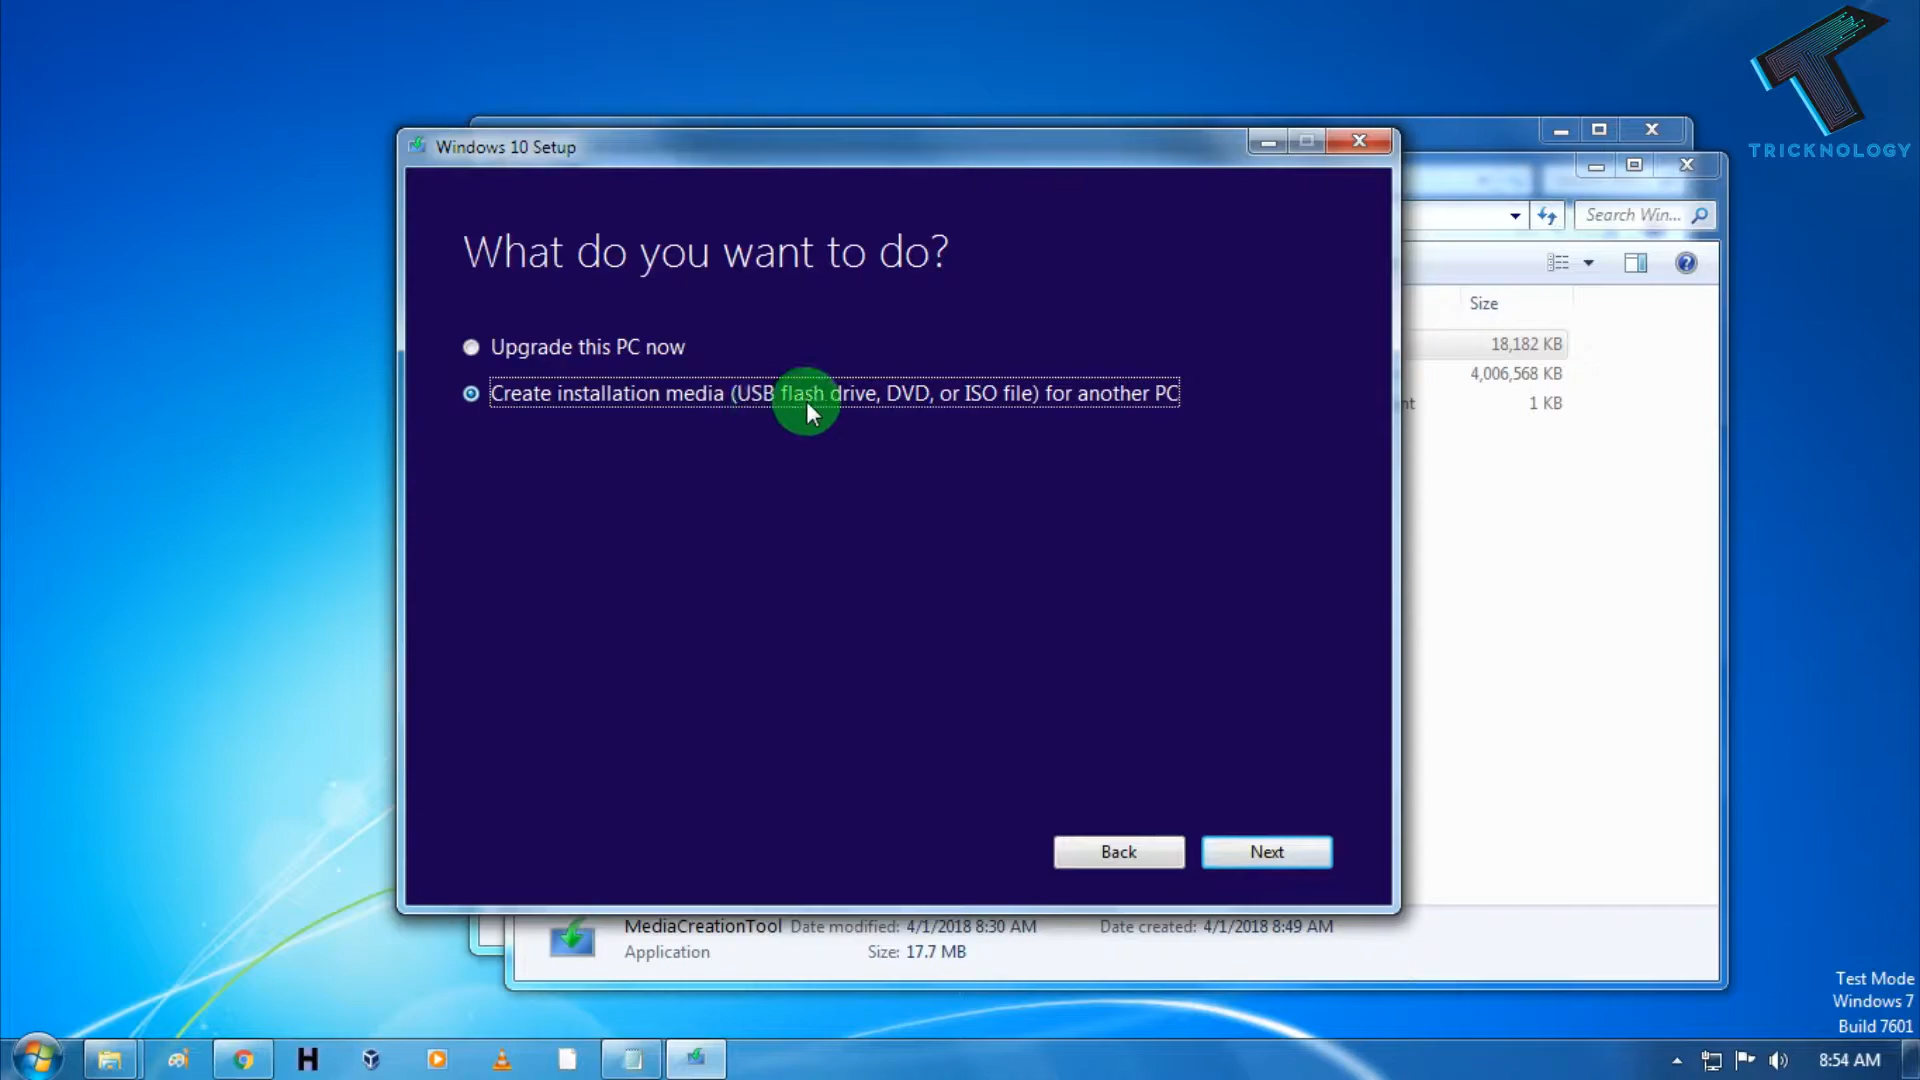 TRICKNOLOGY
Windows 10 Setup
Search Win...
What do you want to do?
Size
Upgrade this PC now
18,182 KB
4,006,568 KB
Create installation media (USB flash drive, DVD, or ISO file) for another PC
nt
1 KB
Back
Next
MediaCreationTool Date modified: 4/1/2018 8:30 AM Date created: 4/1/2018 8:49 AM
Application Size: 17.7 MB
Test Mode
Windows 7
Build 7601
H
8:54 AM